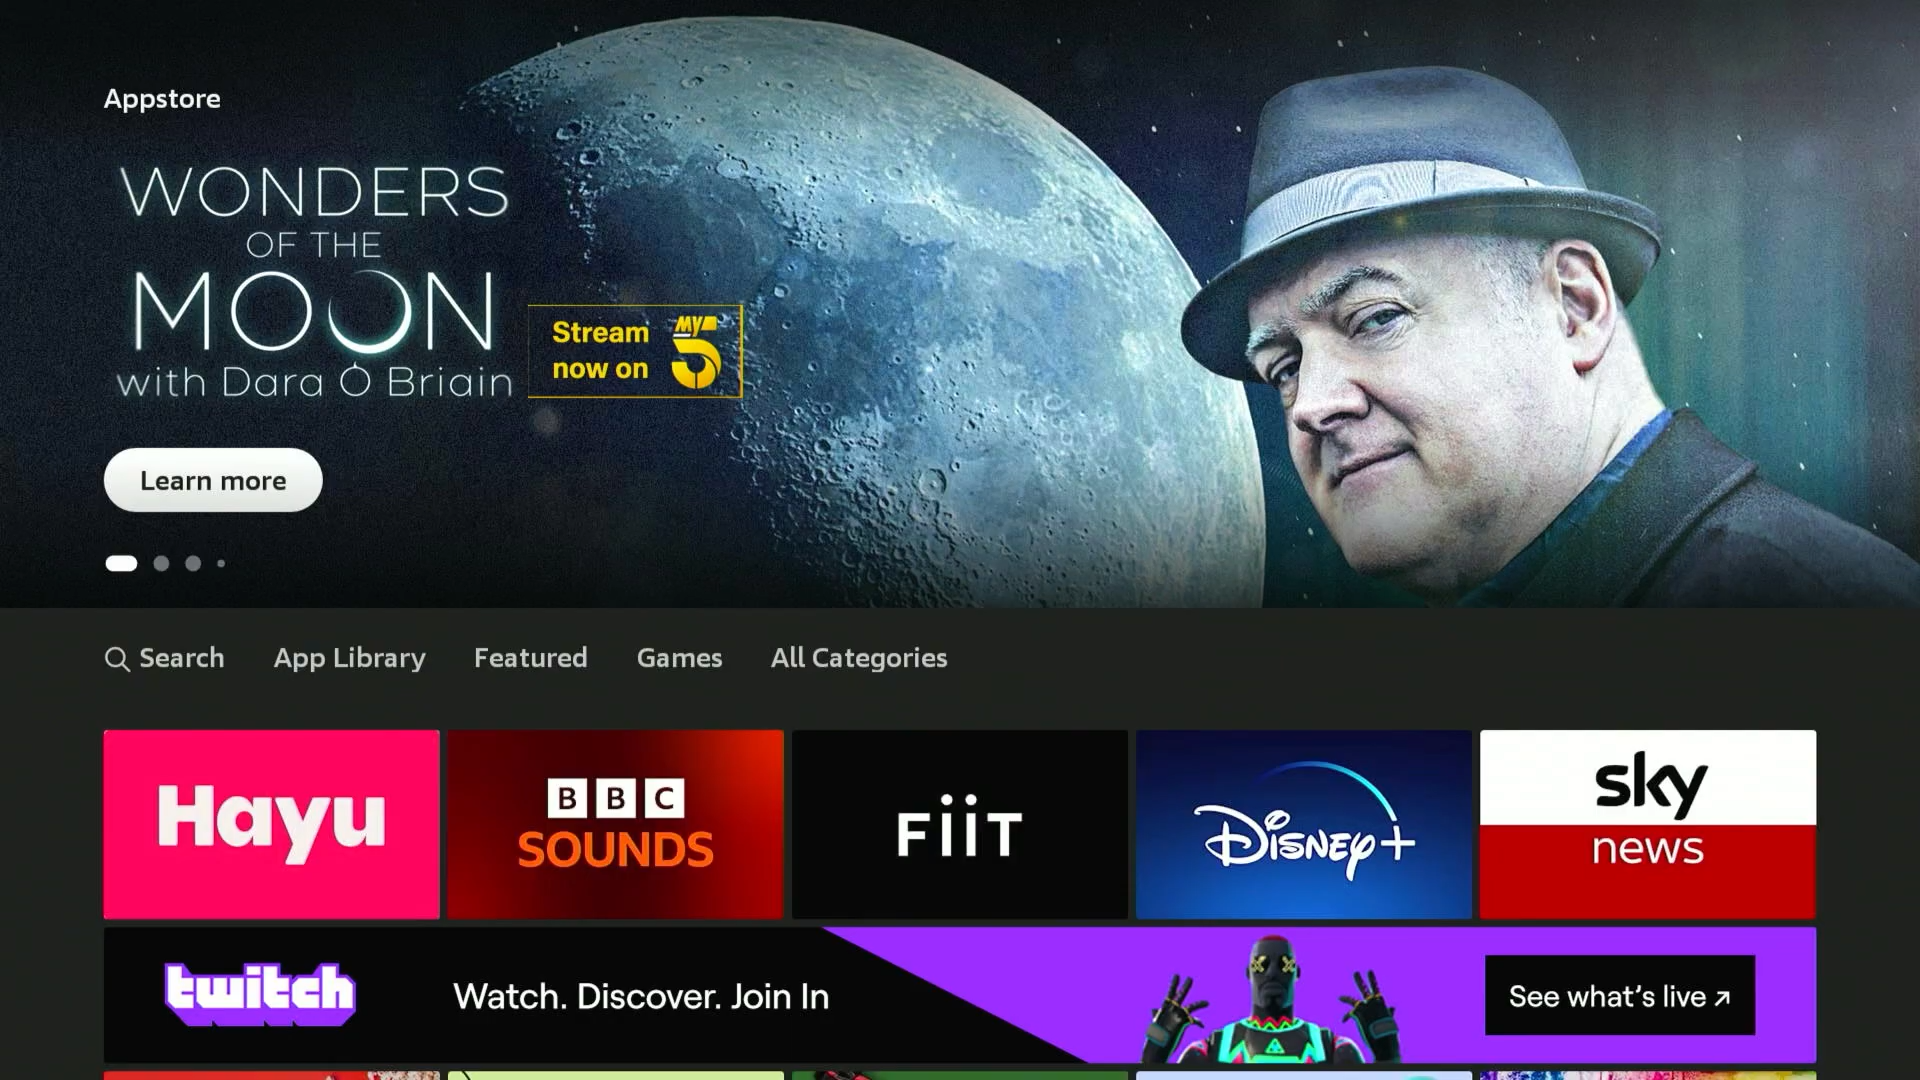 Appstore
WONDERS
OF THE
MOON
with Dara Ó Briain
Stream
now on
MY5
Learn more
Search
App Library
Featured
Games
All Categories
Hayu
BBC
SOUNDS
FiiT
Disney+
sky
news
twitch
Watch. Discover. Join In
See what's live ↗